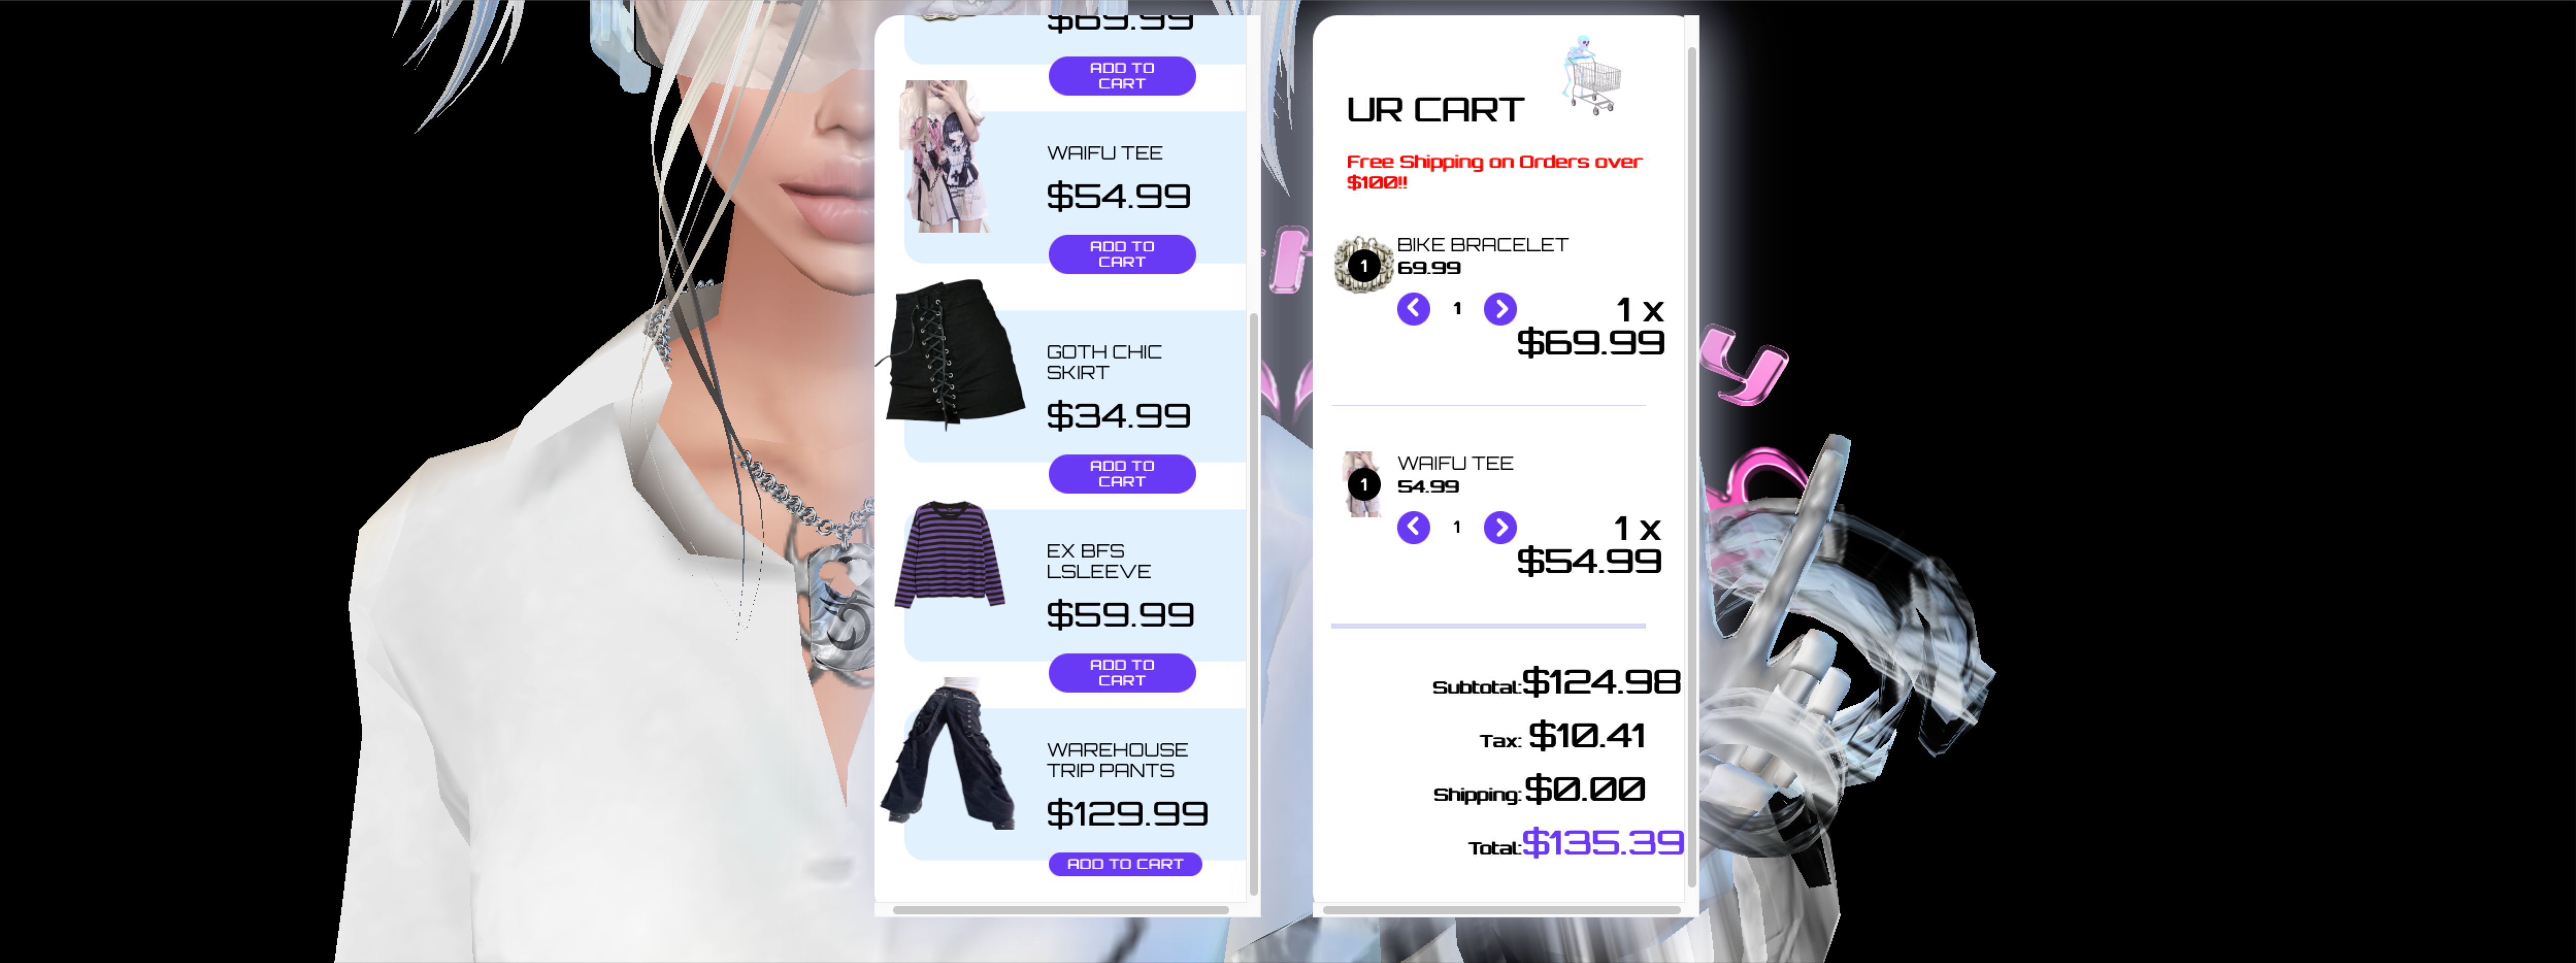 $69.99
ADD TO
CART
WAIFU TEE
$54.99
ADD TO
CART
GOTH CHIC
SKIRT
$34.99
ADD TO
CART
EX BFS
LSLEEVE
$59.99
ADD TO
CART
WAREHOUSE
TRIP PANTS
$129.99
ADD TO CART
UR CART
Free Shipping on Orders over
$100!!
BIKE BRACELET
1
69.99
1
1 x
$69.99
WAIFU TEE
1
54.99
1
1 x
$54.99
Subtotal:$124.98
Tax: $10.41
Shipping:$0.00
Total:$135.39
y